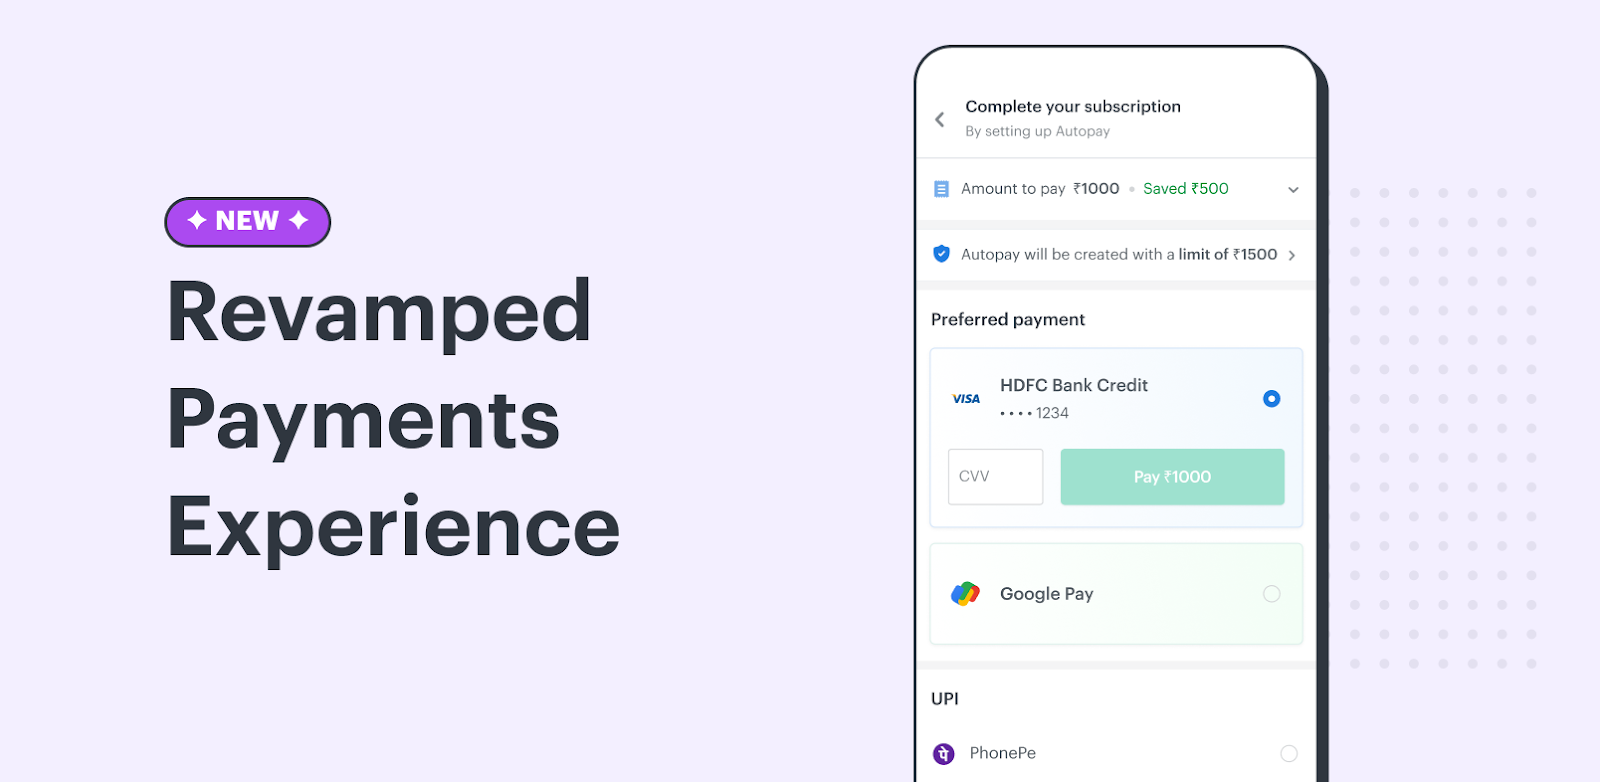 ✦ NEW ✦
Revamped
Payments
Experience
Complete your subscription
By setting up Autopay
Amount to pay ₹1000 • Saved ₹500
Autopay will be created with a limit of ₹1500
Preferred payment
VISA
HDFC Bank Credit
•••• 1234
CVV
Pay ₹1000
Google Pay
UPI
पे
PhonePe